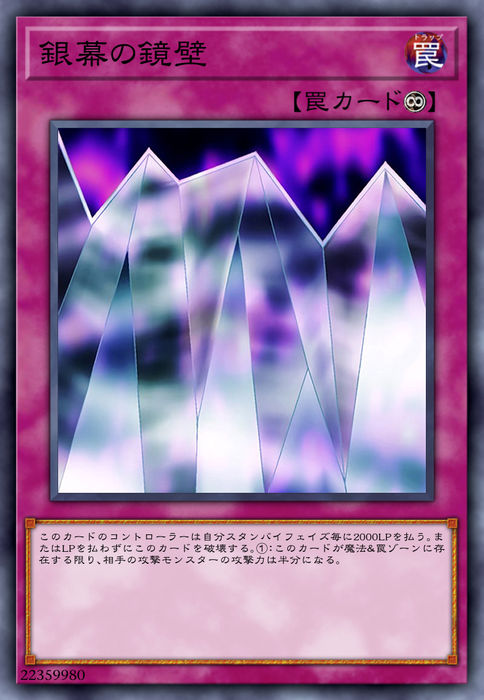 銀幕の鏡壁
トラップ
罠
【罠カード】
このカードのコントローラーは自分スタンバイフェイズ毎に2000LPを払う。ま
たはLPを払わずにこのカードを破壊する。①:このカードが魔法&罠ゾーンに存
在する限り、相手の攻撃モンスターの攻撃力は半分になる。
22359980